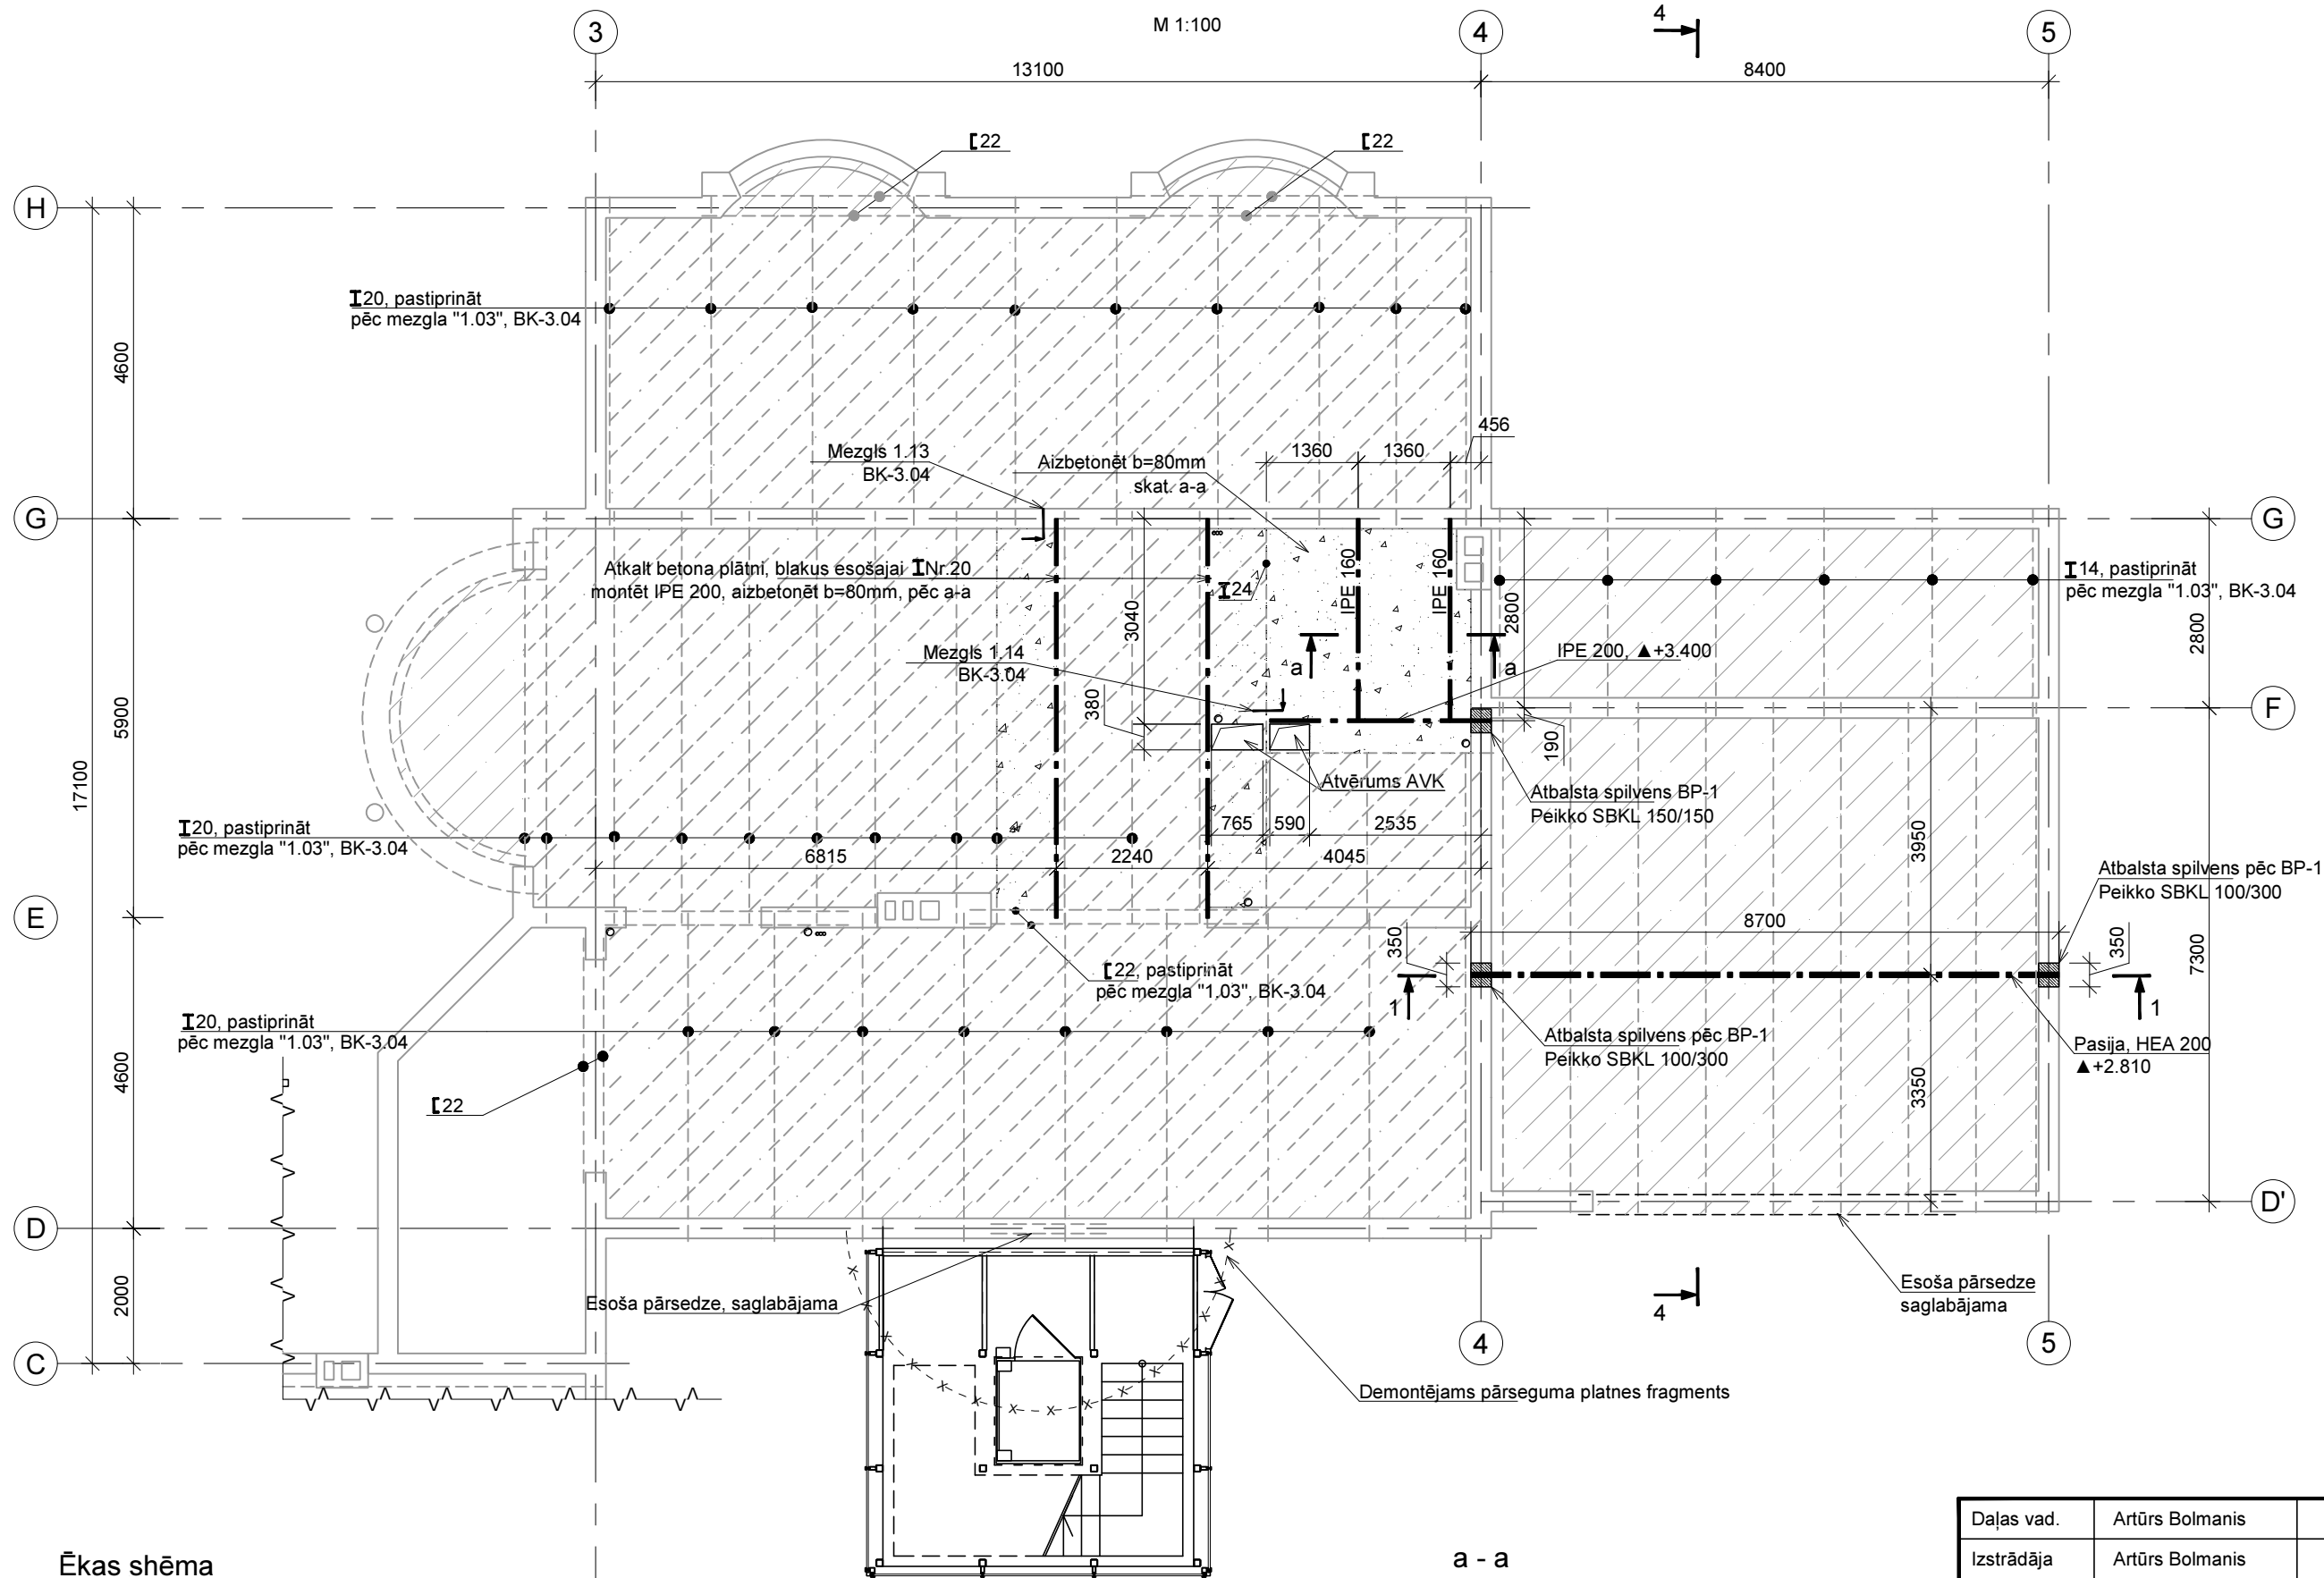 M 1:100
4
3
4
5
13100
8400
[22
[22
H
I20, pastiprināt
pēc mezgla "1.03", BK-3.04
4600
456
1360
1360
Mezgls 1.13
BK-3.04
Aizbetonēt b=80mm
skat. a-a
G
G
Atkalt betona plātni, blakus esošajai INr.20
montēt IPE 200, aizbetonēt b=80mm, pēc a-a
I24
IPE 160
IPE 160
I14, pastiprināt
pēc mezgla "1.03", BK-3.04
3040
2800
2800
Mezgls 1.14
BK-3.04
a
a
IPE 200, ▲+3.400
380
5900
F
190
17100
Atvērums AVK
Atbalsta spilvens BP-1
Peikko SBKL 150/150
I20, pastiprināt
pēc mezgla "1.03", BK-3.04
765
590
2535
6815
2240
4045
3950
Atbalsta spilvens pēc BP-1
Peikko SBKL 100/300
E
8700
350
350
7300
[22, pastiprināt
pēc mezgla "1.03", BK-3.04
1
1
I20, pastiprināt
pēc mezgla "1.03", BK-3.04
Atbalsta spilvens pēc BP-1
Peikko SBKL 100/300
Pasija, HEA 200
▲+2.810
4600
3350
[22
D
D'
2000
Esoša pārsedze, saglabājama
Esoša pārsedze
saglabājama
4
C
4
5
Demontējams pārseguma platnes fragments
Daļas vad.
Artūrs Bolmanis
Izstrādāja
Artūrs Bolmanis
Ēkas shēma
a - a